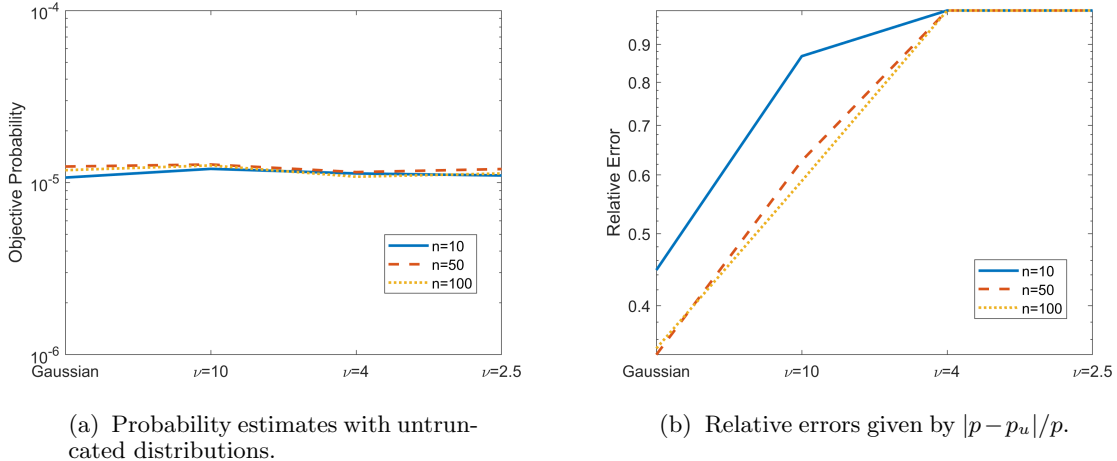 10^-4
10^-5
10^-6
Objective Probability
Gaussian
ν=10
ν=4
ν=2.5
n=10
n=50
n=100
(a) Probability estimates with untrun-
cated distributions.
0.9
0.8
0.7
0.6
0.5
0.4
Relative Error
Gaussian
ν=10
ν=4
ν=2.5
n=10
n=50
n=100
(b) Relative errors given by |p − p_u|/p.